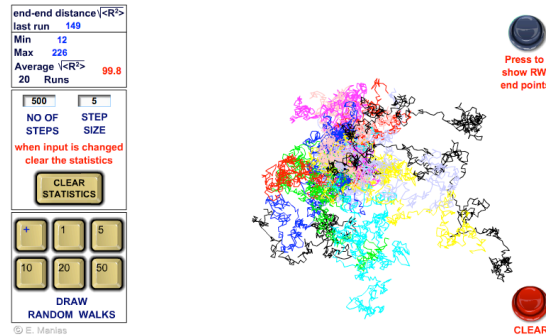 end-end distance√<R²>
last run 149
Min 12
Max 226
Average √<R²> 99.8
20 Runs
500 5
NO OF STEPS STEP SIZE
when input is changed
clear the statistics
CLEAR
STATISTICS
+ 1 5
10 20 50
DRAW
RANDOM WALKS
© E. Manias
Press to
show RW
end points
CLEAR